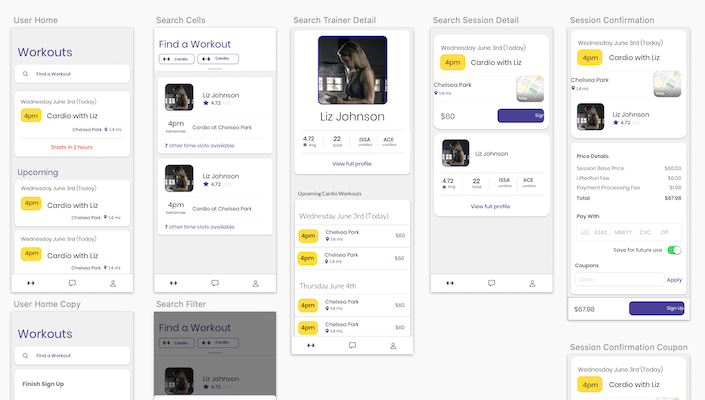 User Home
Workouts
Find a Workout
Wednesday June 3rd (Today)
4pm
Cardio with Liz
Chelsea Park
1.4 mi
Starts in 2 hours
Upcoming
Wednesday June 3rd (Today)
4pm
Cardio with Liz
Chelsea Park
1.4 mi
Wednesday June 3rd (Today)
4pm
Cardio with Liz
Chelsea Park
1.4 mi
Search Cells
Find a Workout
Cardio
Cardio
Liz Johnson
4.72
4pm
tomorrow
Cardio at Chelsea Park
7 other time slots available
Liz Johnson
4.72
4pm
tomorrow
Cardio at Chelsea Park
7 other time slots available
Search Trainer Detail
Liz Johnson
4.72
avg
22
total
ISSA
certified
ACE
certified
View full profile
Upcoming Cardio Workouts
Wednesday June 3rd (Today)
4pm
Chelsea Park
1.4 mi
$60
4pm
Chelsea Park
1.4 mi
$60
Thursday June 4th
4pm
Chelsea Park
1.4 mi
$60
4pm
Chelsea Park
1.4 mi
$60
Search Session Detail
Wednesday June 3rd (Today)
4pm
Cardio with Liz
Chelsea Park
1.4 mi
Map
$60
Sign
Liz Johnson
4.72
avg
22
total
ISSA
certified
ACE
certified
View full profile
Session Confirmation
Wednesday June 3rd (Today)
4pm
Cardio with Liz
Chelsea Park
1.4 mi
Map
Liz Johnson
4.72
Price Details
Session Base Price
$60.00
LifterRun Fee
$6.00
Payment Processing Fee
$1.98
Total
$67.98
Pay With
4242...
MM/YY
CVC
ZIP
Save for future use
Coupons
Code
Apply
$67.98
Sign Up
User Home Copy
Workouts
Find a Workout
Finish Sign Up
Search Filter
Find a Workout
Cardio
Cardio
Liz Johnson
4.72
Session Confirmation Coupon
Wednesday June 3rd (Today)
4pm
Cardio with Liz